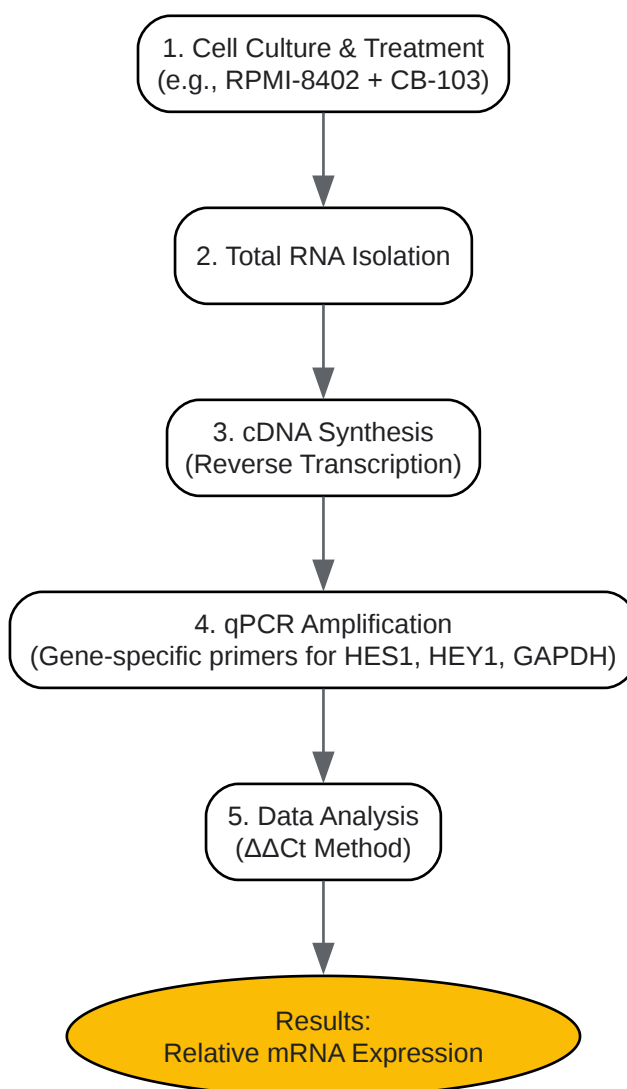 1. Cell Culture & Treatment
(e.g., RPMI-8402 + CB-103)
2. Total RNA Isolation
3. cDNA Synthesis
(Reverse Transcription)
4. qPCR Amplification
(Gene-specific primers for HES1, HEY1, GAPDH)
5. Data Analysis
(ΔΔCt Method)
Results:
Relative mRNA Expression